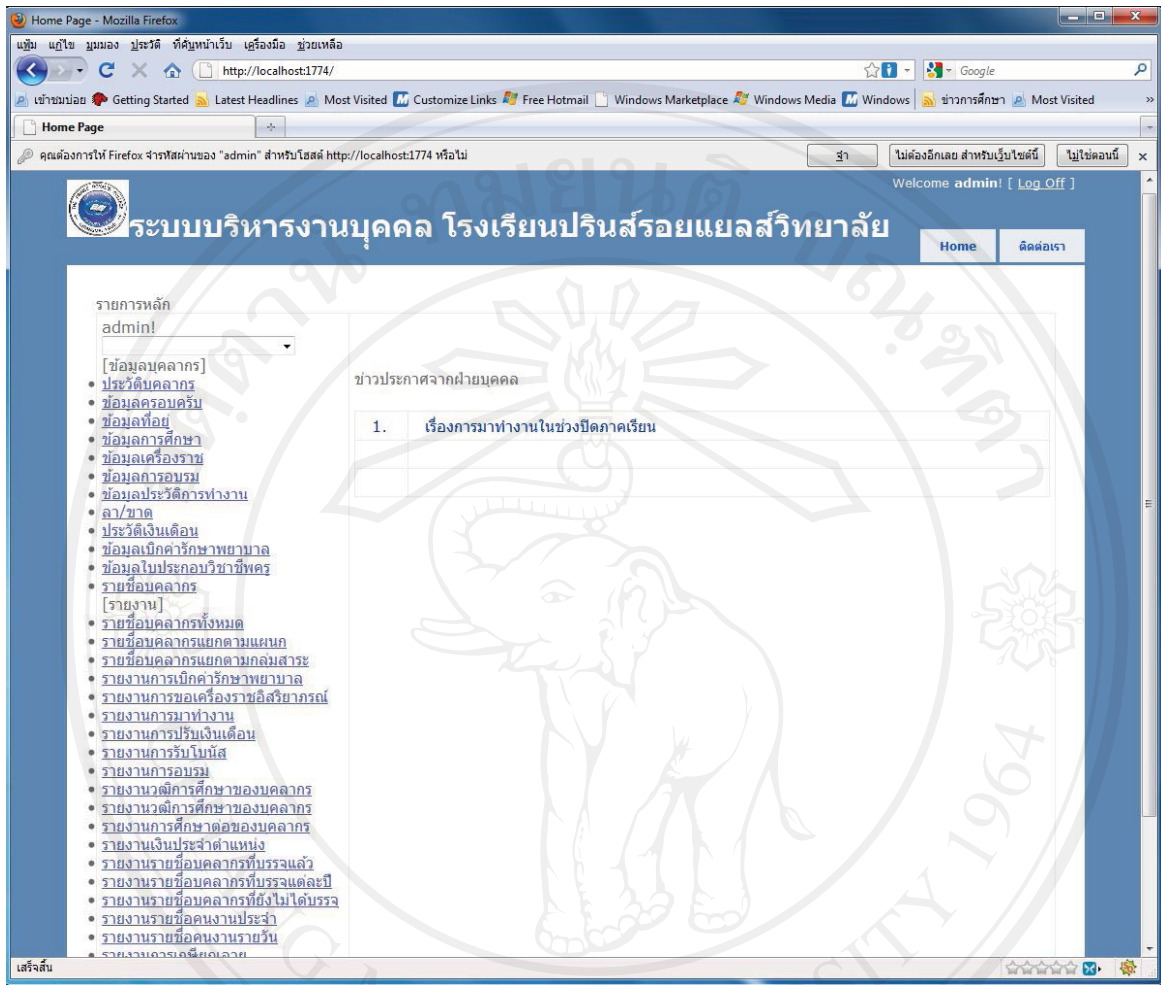 Home Page - Mozilla Firefox
แฟ้ม แก้ไข มุมมอง ประวัติ ที่คั่นหน้าเว็บ เครื่องมือ ช่วยเหลือ
http://localhost:1774/
Google
เข้าชมบ่อย Getting Started Latest Headlines Most Visited Customize Links Free Hotmail Windows Marketplace Windows Media Windows ข่าวการศึกษา Most Visited »
Home Page
คุณต้องการให้ Firefox จำรหัสผ่านของ "admin" สำหรับโฮสต์ http://localhost:1774 หรือไม่
จำ ไม่ต้องอีกเลย สำหรับเว็บไซต์นี้ ไม่ใช่ตอนนี้ x
Welcome admin! [ Log Off ]
ระบบบริหารงานบุคคล โรงเรียนปรินส์รอยแยลส์วิทยาลัย
Home ติดต่อเรา
รายการหลัก
admin!
[ข้อมูลบุคลากร]
ประวัติบุคลากร
ข้อมูลครอบครัว
ข้อมูลที่อยู่
ข้อมูลการศึกษา
ข้อมูลเครื่องราช
ข้อมูลการอบรม
ข้อมูลประวัติการทำงาน
ลา/ขาด
ประวัติเงินเดือน
ข้อมูลเบิกค่ารักษาพยาบาล
ข้อมูลใบประกอบวิชาชีพครู
รายชื่อบุคลากร
[รายงาน]
รายชื่อบุคลากรทั้งหมด
รายชื่อบุคลากรแยกตามแผนก
รายชื่อบุคลากรแยกตามกลุ่มสาระ
รายงานการเบิกค่ารักษาพยาบาล
รายงานการขอเครื่องราชอิสริยาภรณ์
รายงานการมาทำงาน
รายงานการปรับเงินเดือน
รายงานการรับโบนัส
รายงานการอบรม
รายงานวุฒิการศึกษาของบุคลากร
รายงานวุฒิการศึกษาของบุคลากร
รายงานการศึกษาต่อของบุคลากร
รายงานเงินประจำตำแหน่ง
รายงานรายชื่อบุคลากรที่บรรจุแล้ว
รายงานรายชื่อบุคลากรที่บรรจุแต่ละปี
รายงานรายชื่อบุคลากรที่ยังไม่ได้บรรจุ
รายงานรายชื่อคนงานประจำ
รายงานรายชื่อคนงานรายวัน
รายงานการเกษียณอายุ
ข่าวประกาศจากฝ่ายบุคคล
1. เรื่องการมาทำงานในช่วงปิดภาคเรียน
เสร็จสิ้น
1964